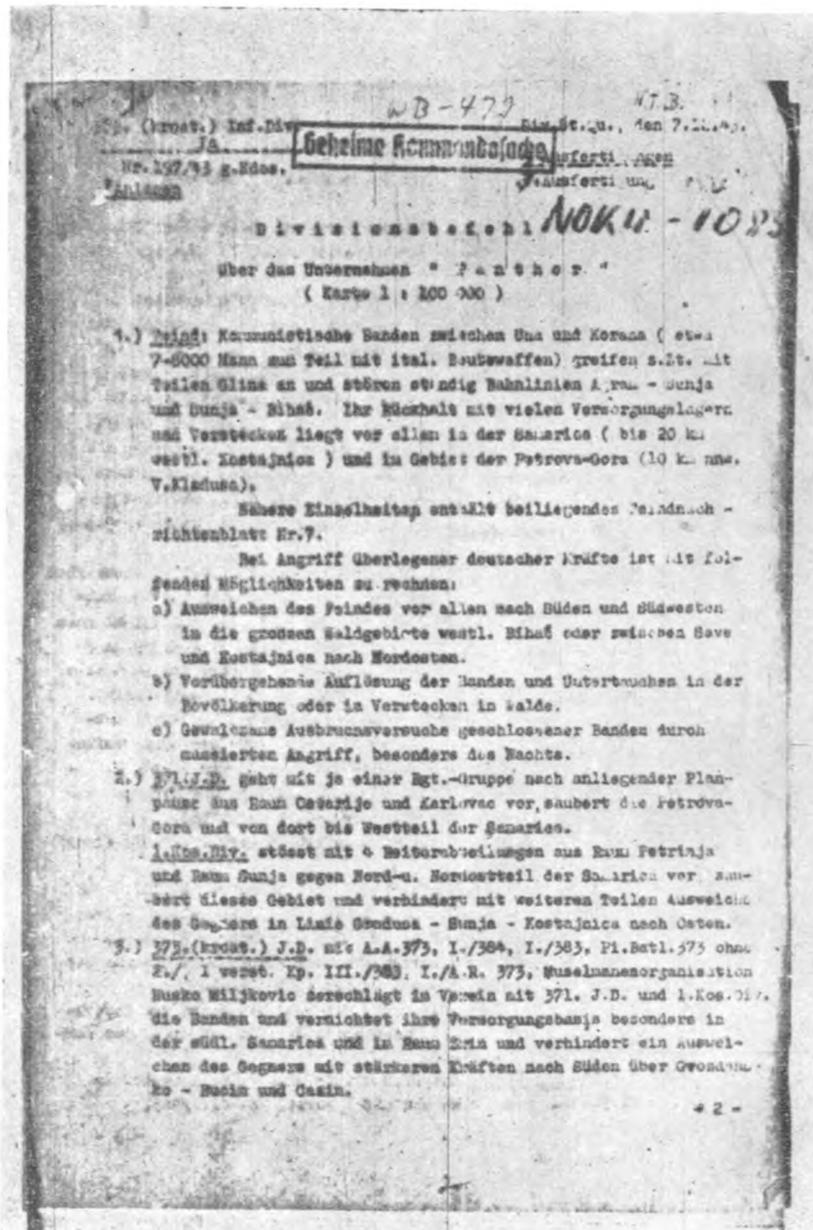 WB-479 N.T.B.
(kroat.) Inf.Div. Div.St.Qu., den 7.
Ja Geheime Kommandosache Ausfertigungen
Nr.197/43 g.Kdos. Ausfertigung
Anlagen
Divisionsbefehl NOKW-108
über das Unternehmen "Panther"
( Karte 1 : 100 000 )
1.) Feind: Kommunistische Banden zwischen Una und Korana ( etwa
7-8000 Mann zum Teil mit ital. Beutewaffen) greifen z.Zt. mit
Teilen Glina an und stören ständig Bahnlinien Agram - Sunja
und Sunja - Bihać. Ihr Rückhalt mit vielen Versorgungslagern
und Verstecken liegt vor allem in der Samarica ( bis 20 km
westl. Kostajnica ) und im Gebiet der Petrova-Gora (10 km nnw.
V.Kladusa).
Nähere Einzelheiten enthält beiliegendes Feindnach -
richtenblatt Nr.7.
Bei Angriff überlegener deutscher Kräfte ist mit fol-
genden Möglichkeiten zu rechnen:
a) Ausweichen des Feindes vor allem nach Süden und Südwesten
in die grossen Waldgebiete westl. Bihać oder zwischen Save
und Kostajnica nach Nordosten.
b) Vorübergehende Auflösung der Banden und Untertauchen in der
Bevölkerung oder in Verstecken im Walde.
c) Gewaltsame Ausbruchsversuche geschlossener Banden durch
massierten Angriff, besonders des Nachts.
2.) 371.J.D. geht mit je einer Rgt.-Gruppe nach anliegender Plan-
pause aus Raum Ostarije und Karlovac vor, säubert die Petrova-
Gora und von dort bis Westteil der Samarica.
1.Kos.Div. stösst mit 4 Reiterabteilungen aus Raum Petrinja
und Raum Sunja gegen Nord-u. Nordostteil der Samarica vor, säu-
bert dieses Gebiet und verhindert mit weiteren Teilen Ausweichen
des Gegners in Linie Grodusa - Sunja - Kostajnica nach Osten.
3.) 373.(kroat.) J.D. mit A.A.373, I./384, I./383, Pi.Batl.373 ohne
2./, 1 verst. Kp. III./383, I./A.R. 373, Muselmanenorganisation
Husko Miljkovic zerschlägt im Verein mit 371. J.D. und 1.Kos.Div.
die Banden und vernichtet ihre Versorgungsbasis besonders in
der südl. Samarica und im Raum Zrin und verhindert ein Auswei-
chen des Gegners mit stärkeren Kräften nach Süden über
- Bucim und Cazin.
- 2 -